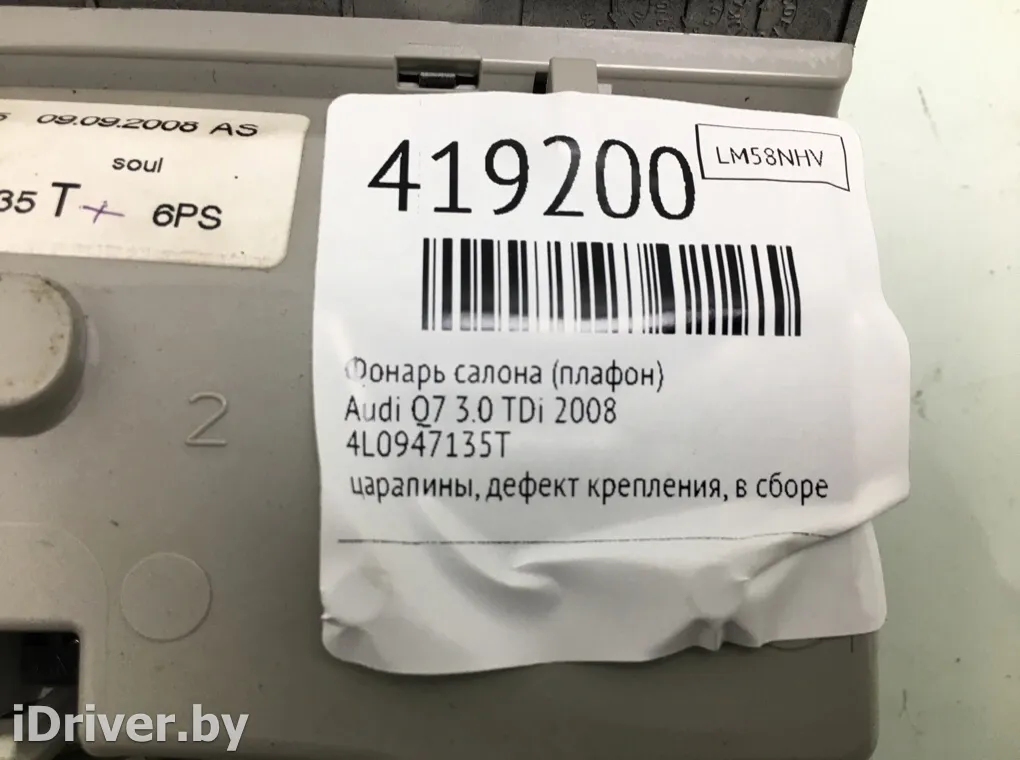 09.09.2008 AS
soul
35 T 6PS
419200
LM58NHV
Фонарь салона (плафон)
Audi Q7 3.0 TDi 2008
4L0947135T
царапины, дефект крепления, в сборе
2
iDriver.by